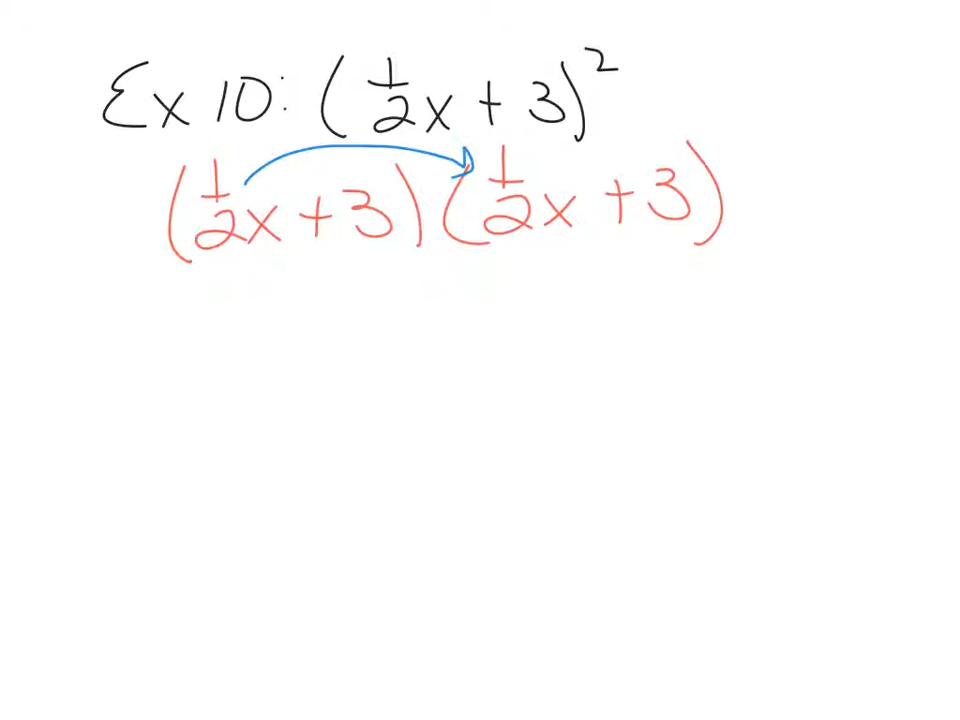 Ex 10: (1/2x + 3)²
(1/2x + 3)(1/2x + 3)